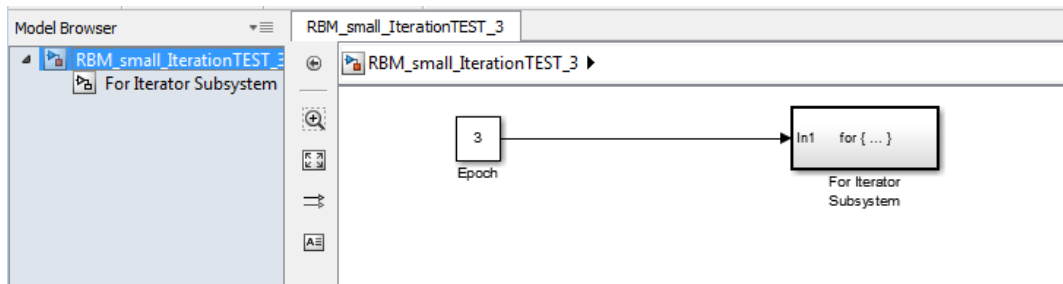 Model Browser
RBM_small_IterationTEST_3
RBM_small_IterationTEST_3
For Iterator Subsystem
RBM_small_IterationTEST_3
3
Epoch
In1 for { ... }
For Iterator
Subsystem
A